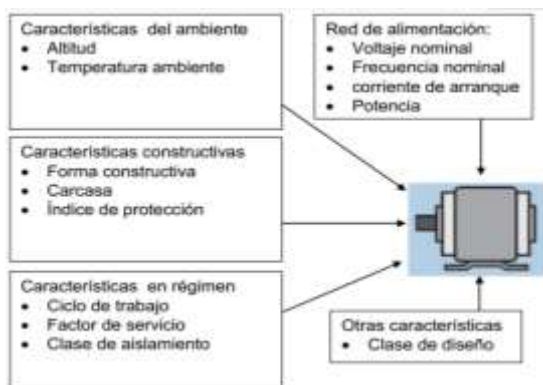 Características del ambiente
• Altitud
• Temperatura ambiente
Red de alimentación:
• Voltaje nominal
• Frecuencia nominal
• corriente de arranque
• Potencia
Características constructivas
• Forma constructiva
• Carcasa
• Índice de protección
Características en régimen
• Ciclo de trabajo
• Factor de servicio
• Clase de aislamiento
Otras características
• Clase de diseño